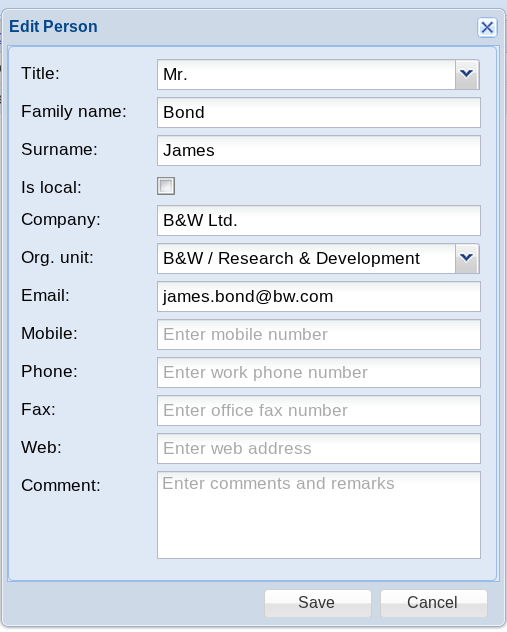 Edit Person
Title: Mr.
Family name: Bond
Surname: James
Is local:
Company: B&W Ltd.
Org. unit: B&W / Research & Development
Email: james.bond@bw.com
Mobile: Enter mobile number
Phone: Enter work phone number
Fax: Enter office fax number
Web: Enter web address
Comment: Enter comments and remarks
Save Cancel